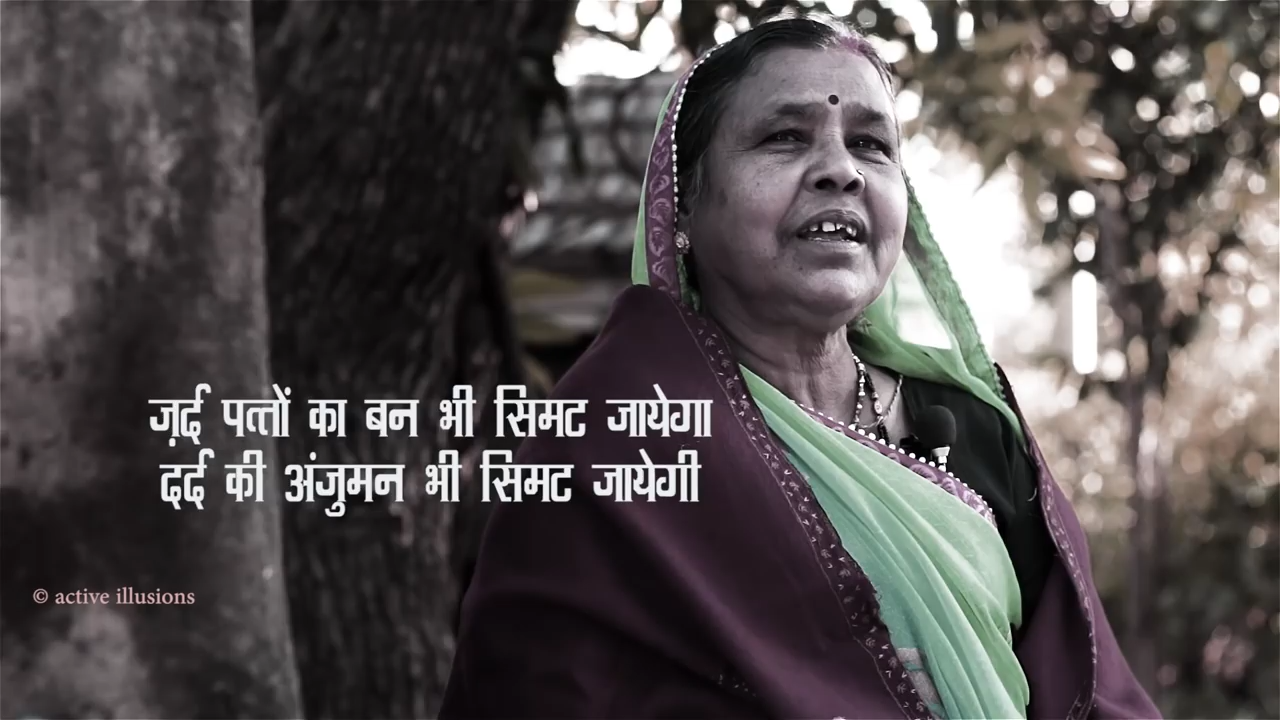 ज़र्द पत्तों का बन भी सिमट जायेगा
दर्द की अंजुमन भी सिमट जायेगी
© active illusions